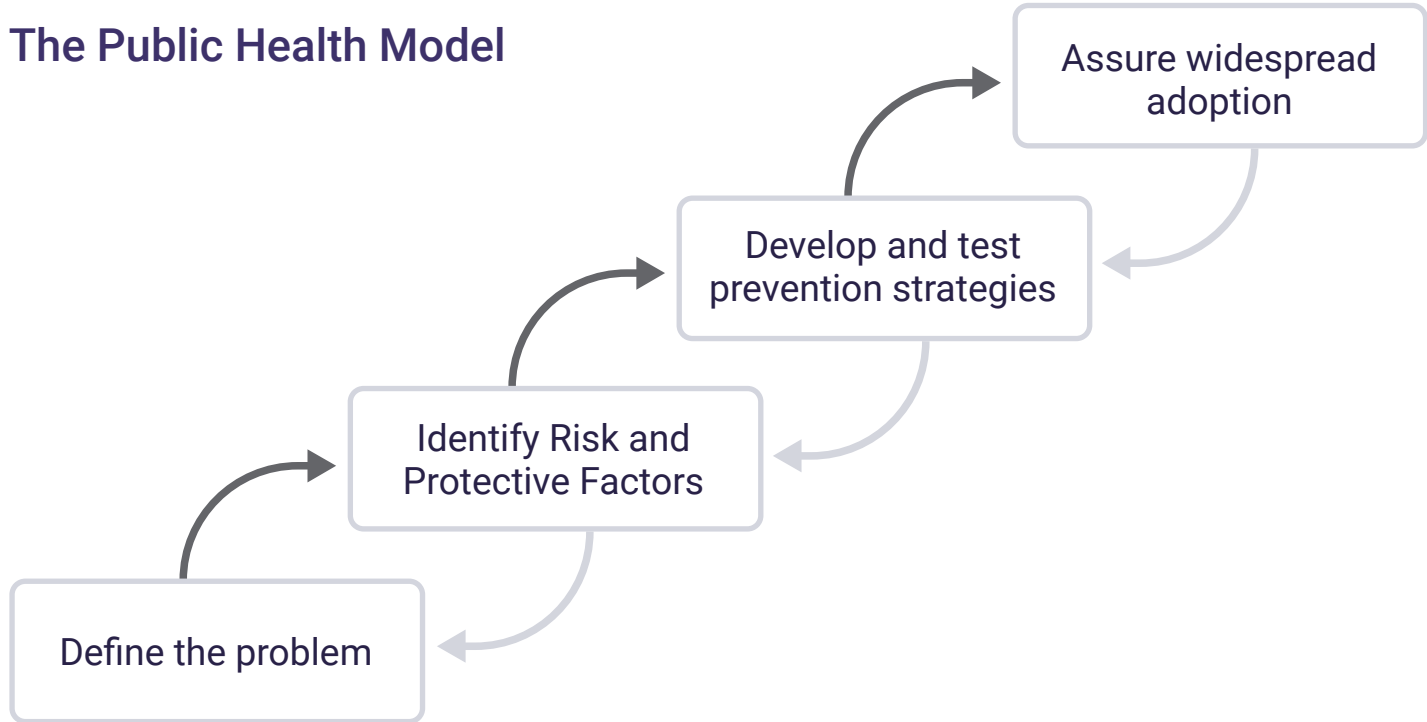 The Public Health Model
Assure widespread
adoption
Develop and test
prevention strategies
Identify Risk and
Protective Factors
Define the problem